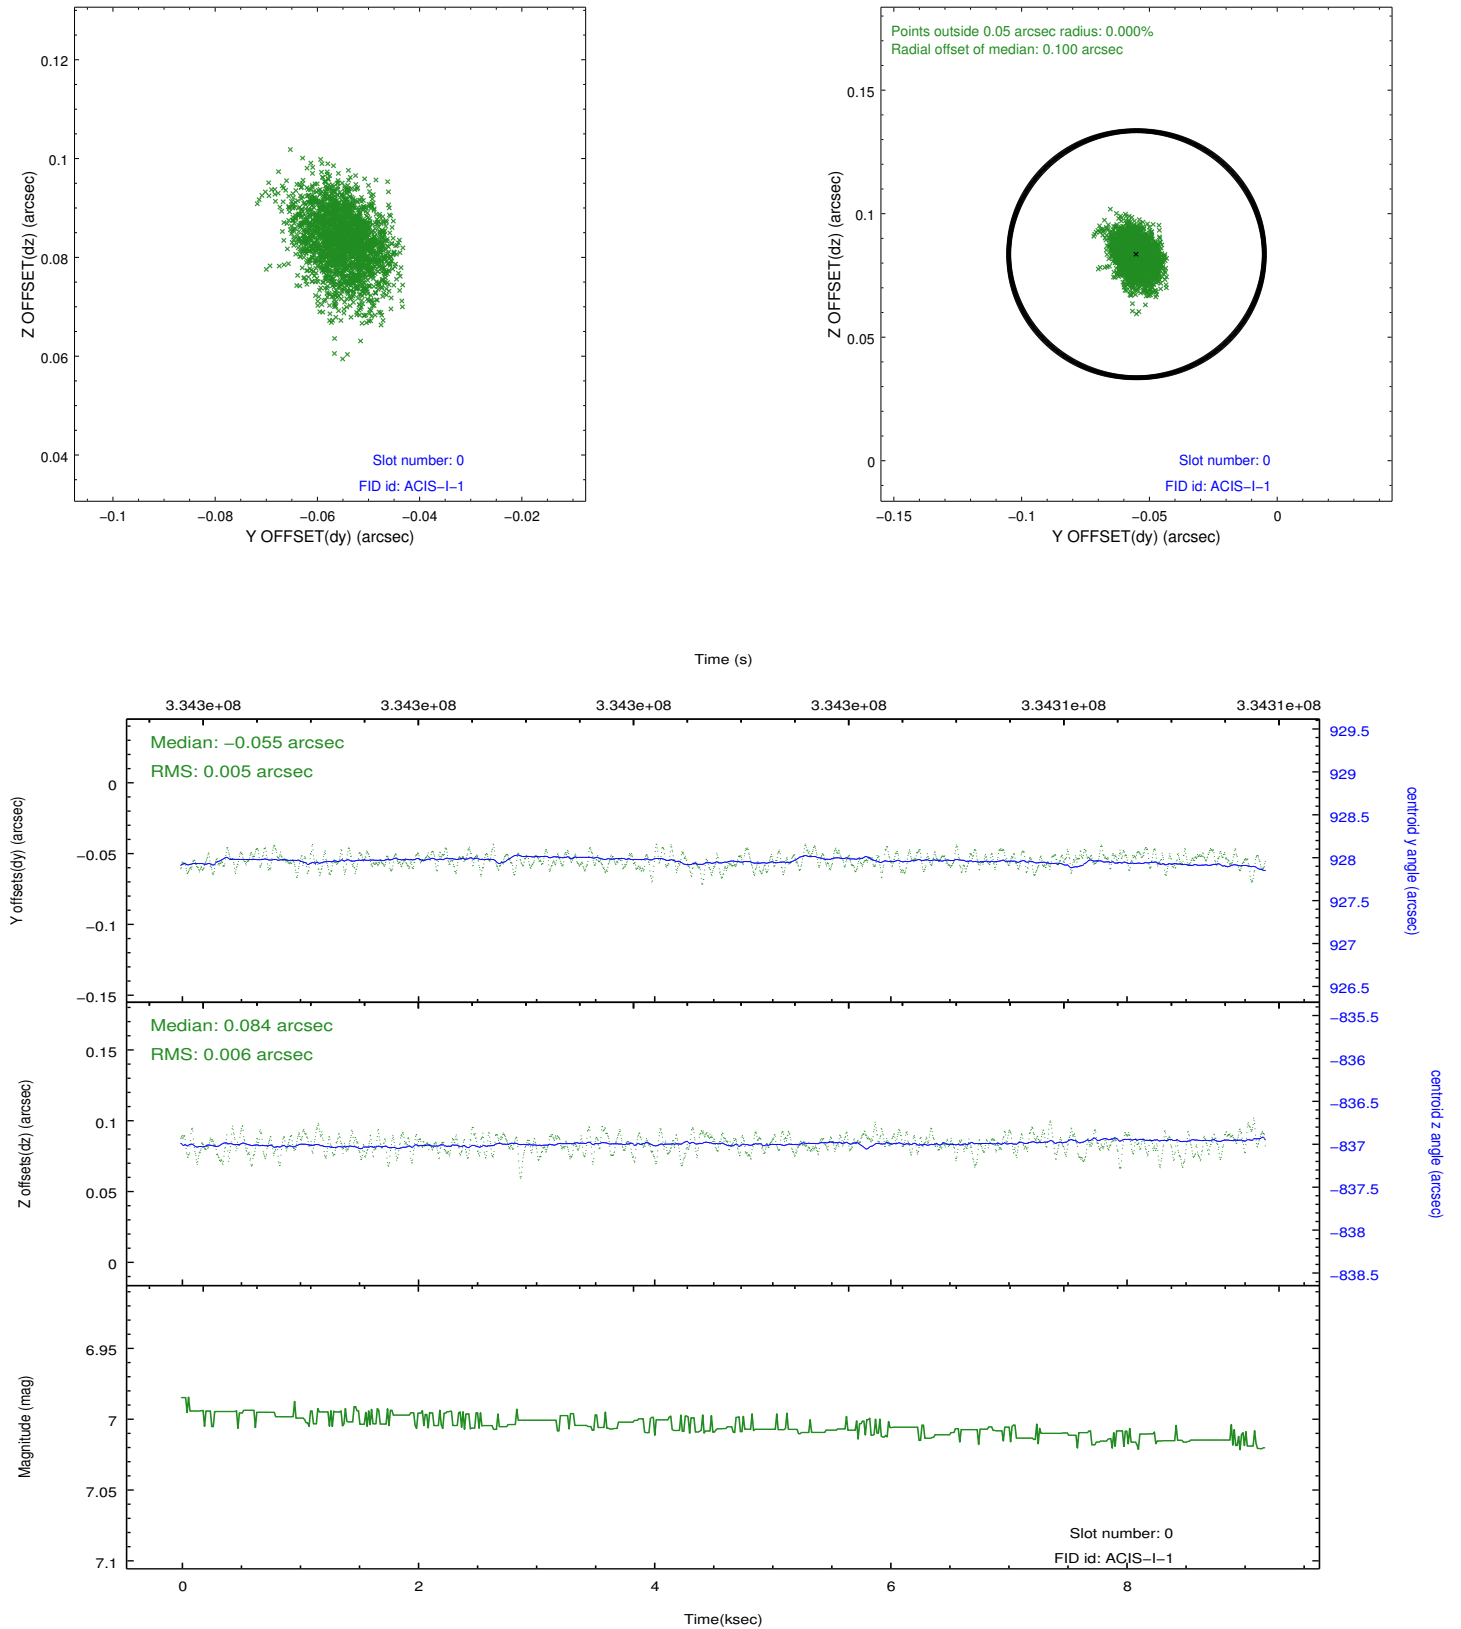 0.12
0.1
0.08
0.06
0.04
Z OFFSET(dz) (arcsec)
Slot number: 0
FID id: ACIS−I−1
−0.1 −0.08 −0.06 −0.04 −0.02
Y OFFSET(dy) (arcsec)
Points outside 0.05 arcsec radius: 0.000%
Radial offset of median: 0.100 arcsec
0.15
0.1
0.05
0
Z OFFSET(dz) (arcsec)
Slot number: 0
FID id: ACIS−I−1
−0.15 −0.1 −0.05 0
Y OFFSET(dy) (arcsec)
Time (s)
3.343e+08 3.343e+08 3.343e+08 3.343e+08 3.3431e+08 3.3431e+08
Median: −0.055 arcsec
RMS: 0.005 arcsec
0
−0.05
−0.1
−0.15
Y offsets(dy) (arcsec)
929.5
929
928.5
928
927.5
927
926.5
centroid y angle (arcsec)
Median: 0.084 arcsec
RMS: 0.006 arcsec
0.15
0.1
0.05
0
Z offsets(dz) (arcsec)
−835.5
−836
−836.5
−837
−837.5
−838
−838.5
centroid z angle (arcsec)
6.95
7
7.05
7.1
Magnitude (mag)
Slot number: 0
FID id: ACIS−I−1
0 2 4 6 8
Time(ksec)